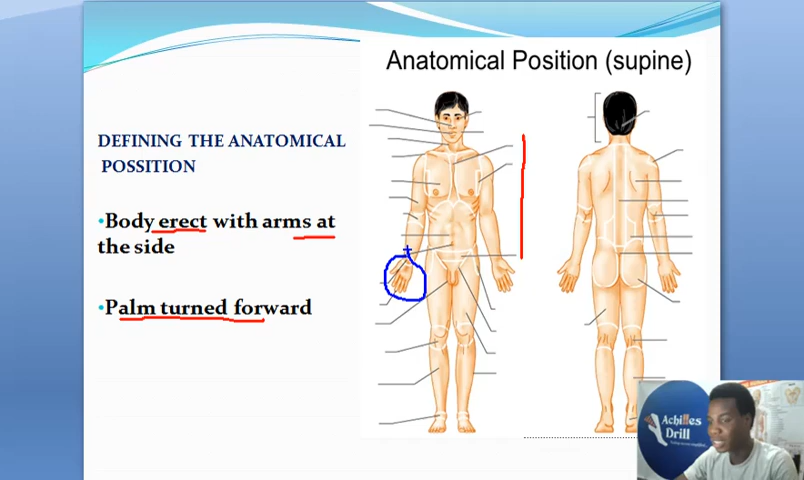 Anatomical Position (supine)
DEFINING THE ANATOMICAL
POSSITION
•Body erect with arms at
the side
•Palm turned forward
Achilles
Drill